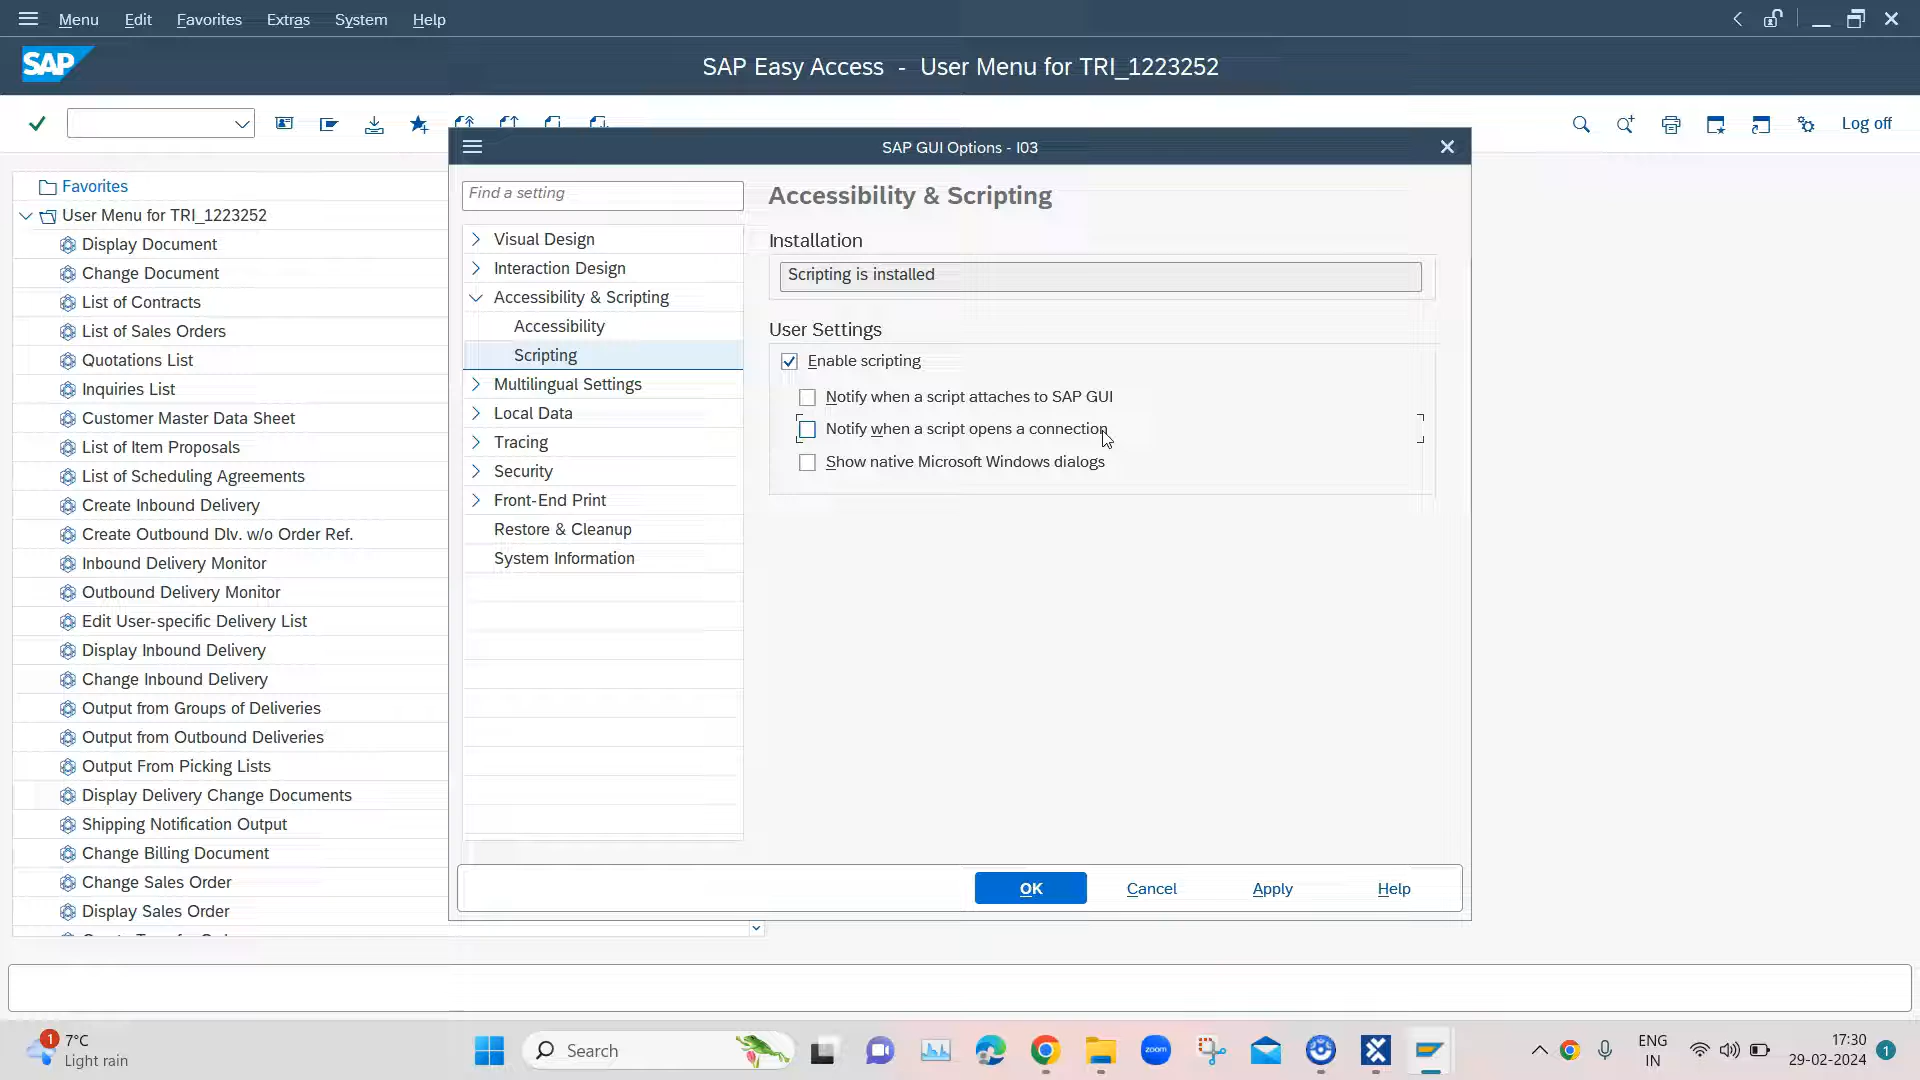 Menu Edit Favorites Extras System Help
SAP
SAP Easy Access - User Menu for TRI_1223252
Log off
SAP GUI Options - I03
Favorites
User Menu for TRI_1223252
Display Document
Change Document
List of Contracts
List of Sales Orders
Quotations List
Inquiries List
Customer Master Data Sheet
List of Item Proposals
List of Scheduling Agreements
Create Inbound Delivery
Create Outbound Dlv. w/o Order Ref.
Inbound Delivery Monitor
Outbound Delivery Monitor
Edit User-specific Delivery List
Display Inbound Delivery
Change Inbound Delivery
Output from Groups of Deliveries
Output from Outbound Deliveries
Output From Picking Lists
Display Delivery Change Documents
Shipping Notification Output
Change Billing Document
Change Sales Order
Display Sales Order
Find a setting
Visual Design
Interaction Design
Accessibility & Scripting
Accessibility
Scripting
Multilingual Settings
Local Data
Tracing
Security
Front-End Print
Restore & Cleanup
System Information
Accessibility & Scripting
Installation
Scripting is installed
User Settings
Enable scripting
Notify when a script attaches to SAP GUI
Notify when a script opens a connection
Show native Microsoft Windows dialogs
OK Cancel Apply Help
1
7°C
Light rain
Search
zoom
ENG
IN
17:30
29-02-2024
1